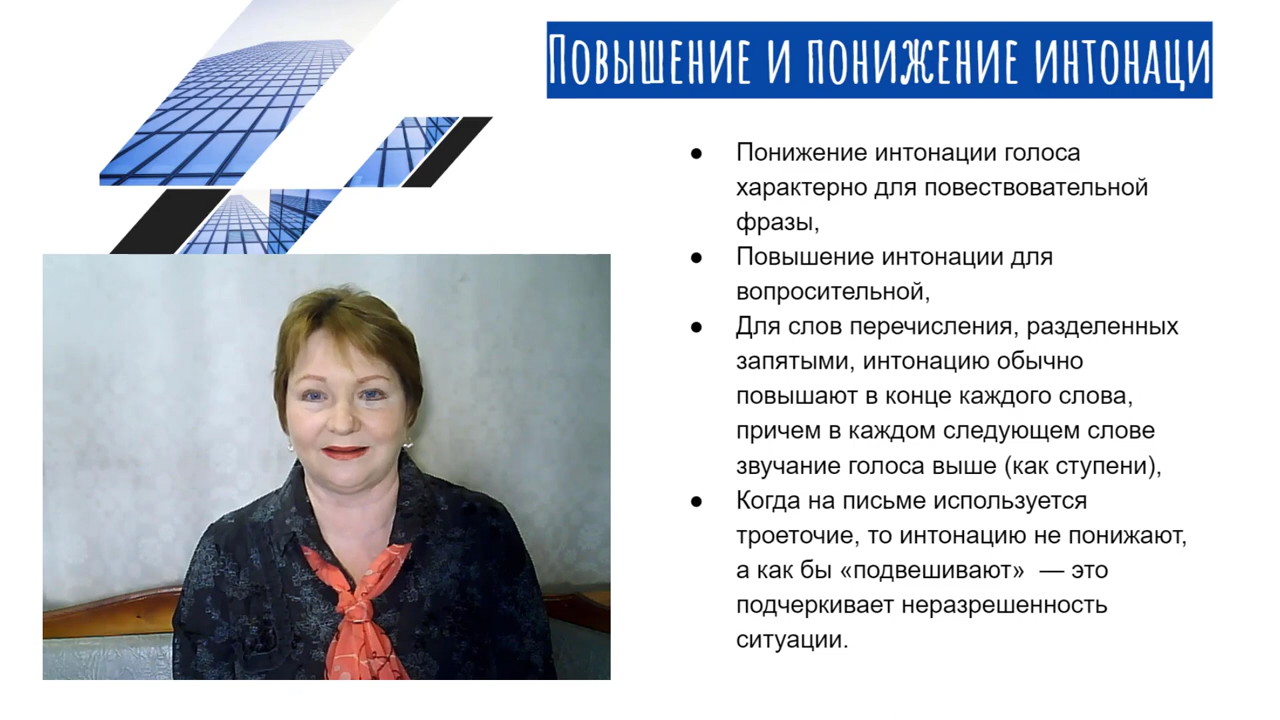 Повышение и понижение интонаци
● Понижение интонации голоса
характерно для повествовательной
фразы,
● Повышение интонации для
вопросительной,
● Для слов перечисления, разделенных
запятыми, интонацию обычно
повышают в конце каждого слова,
причем в каждом следующем слове
звучание голоса выше (как ступени),
● Когда на письме используется
троеточие, то интонацию не понижают,
а как бы «подвешивают» — это
подчеркивает неразрешенность
ситуации.